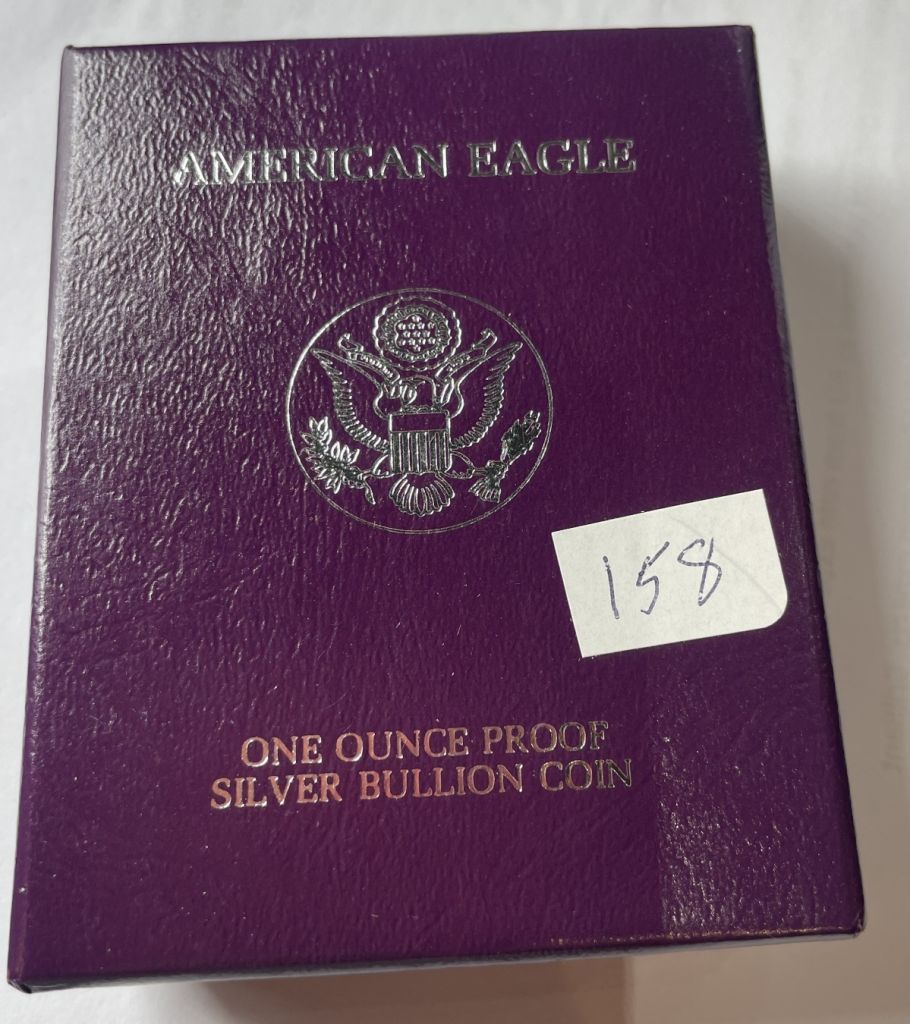 AMERICAN EAGLE
158
ONE OUNCE PROOF
SILVER BULLION COIN